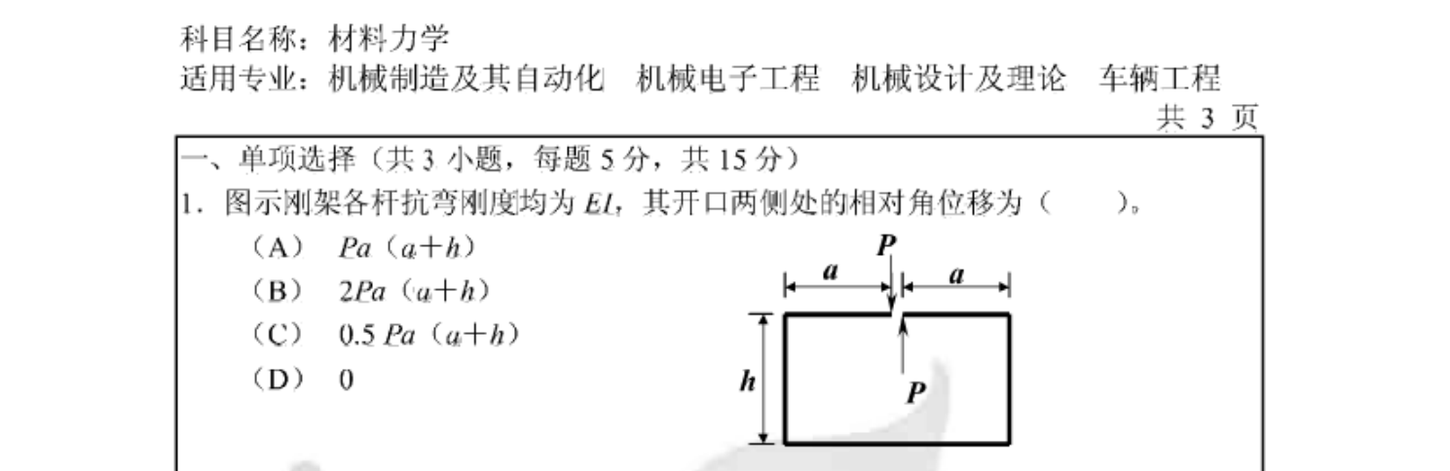 科目名称：材料力学
适用专业：机械制造及其自动化 机械电子工程 机械设计及理论 车辆工程
共 3 页
一、单项选择（共 3 小题，每题 5 分，共 15 分）
1．图示刚架各杆抗弯刚度均为 EI，其开口两侧处的相对角位移为（ ）。
（A） Pa（a＋h）
（B） 2Pa（a＋h）
（C） 0.5 Pa（a＋h）
（D） 0
P
a a
h
P